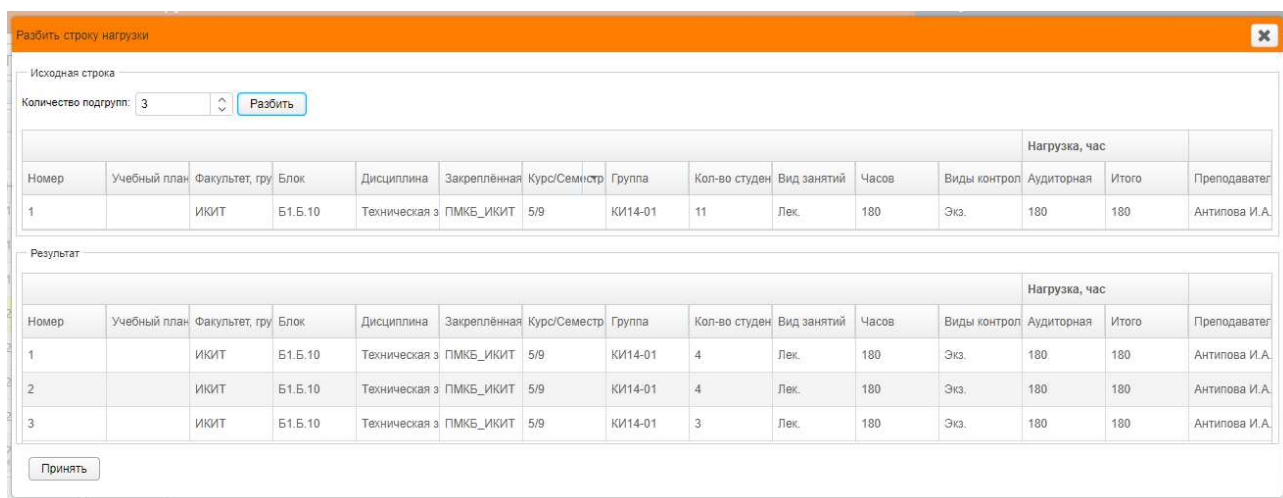 Разбить строку нагрузки
Исходная строка
Количество подгрупп: 3 Разбить
Нагрузка, час
Номер Учебный план Факультет, гру Блок Дисциплина Закреплённая Курс/Семестр Группа Кол-во студен Вид занятий Часов Виды контрол Аудиторная Итого Преподавател
1 ИКИТ Б1.Б.10 Техническая з ПМКБ_ИКИТ 5/9 КИ14-01 11 Лек. 180 Экз. 180 180 Антипова И.А.
Результат
Нагрузка, час
Номер Учебный план Факультет, гру Блок Дисциплина Закреплённая Курс/Семестр Группа Кол-во студен Вид занятий Часов Виды контрол Аудиторная Итого Преподавател
1 ИКИТ Б1.Б.10 Техническая з ПМКБ_ИКИТ 5/9 КИ14-01 4 Лек. 180 Экз. 180 180 Антипова И.А.
2 ИКИТ Б1.Б.10 Техническая з ПМКБ_ИКИТ 5/9 КИ14-01 4 Лек. 180 Экз. 180 180 Антипова И.А.
3 ИКИТ Б1.Б.10 Техническая з ПМКБ_ИКИТ 5/9 КИ14-01 3 Лек. 180 Экз. 180 180 Антипова И.А.
Принять